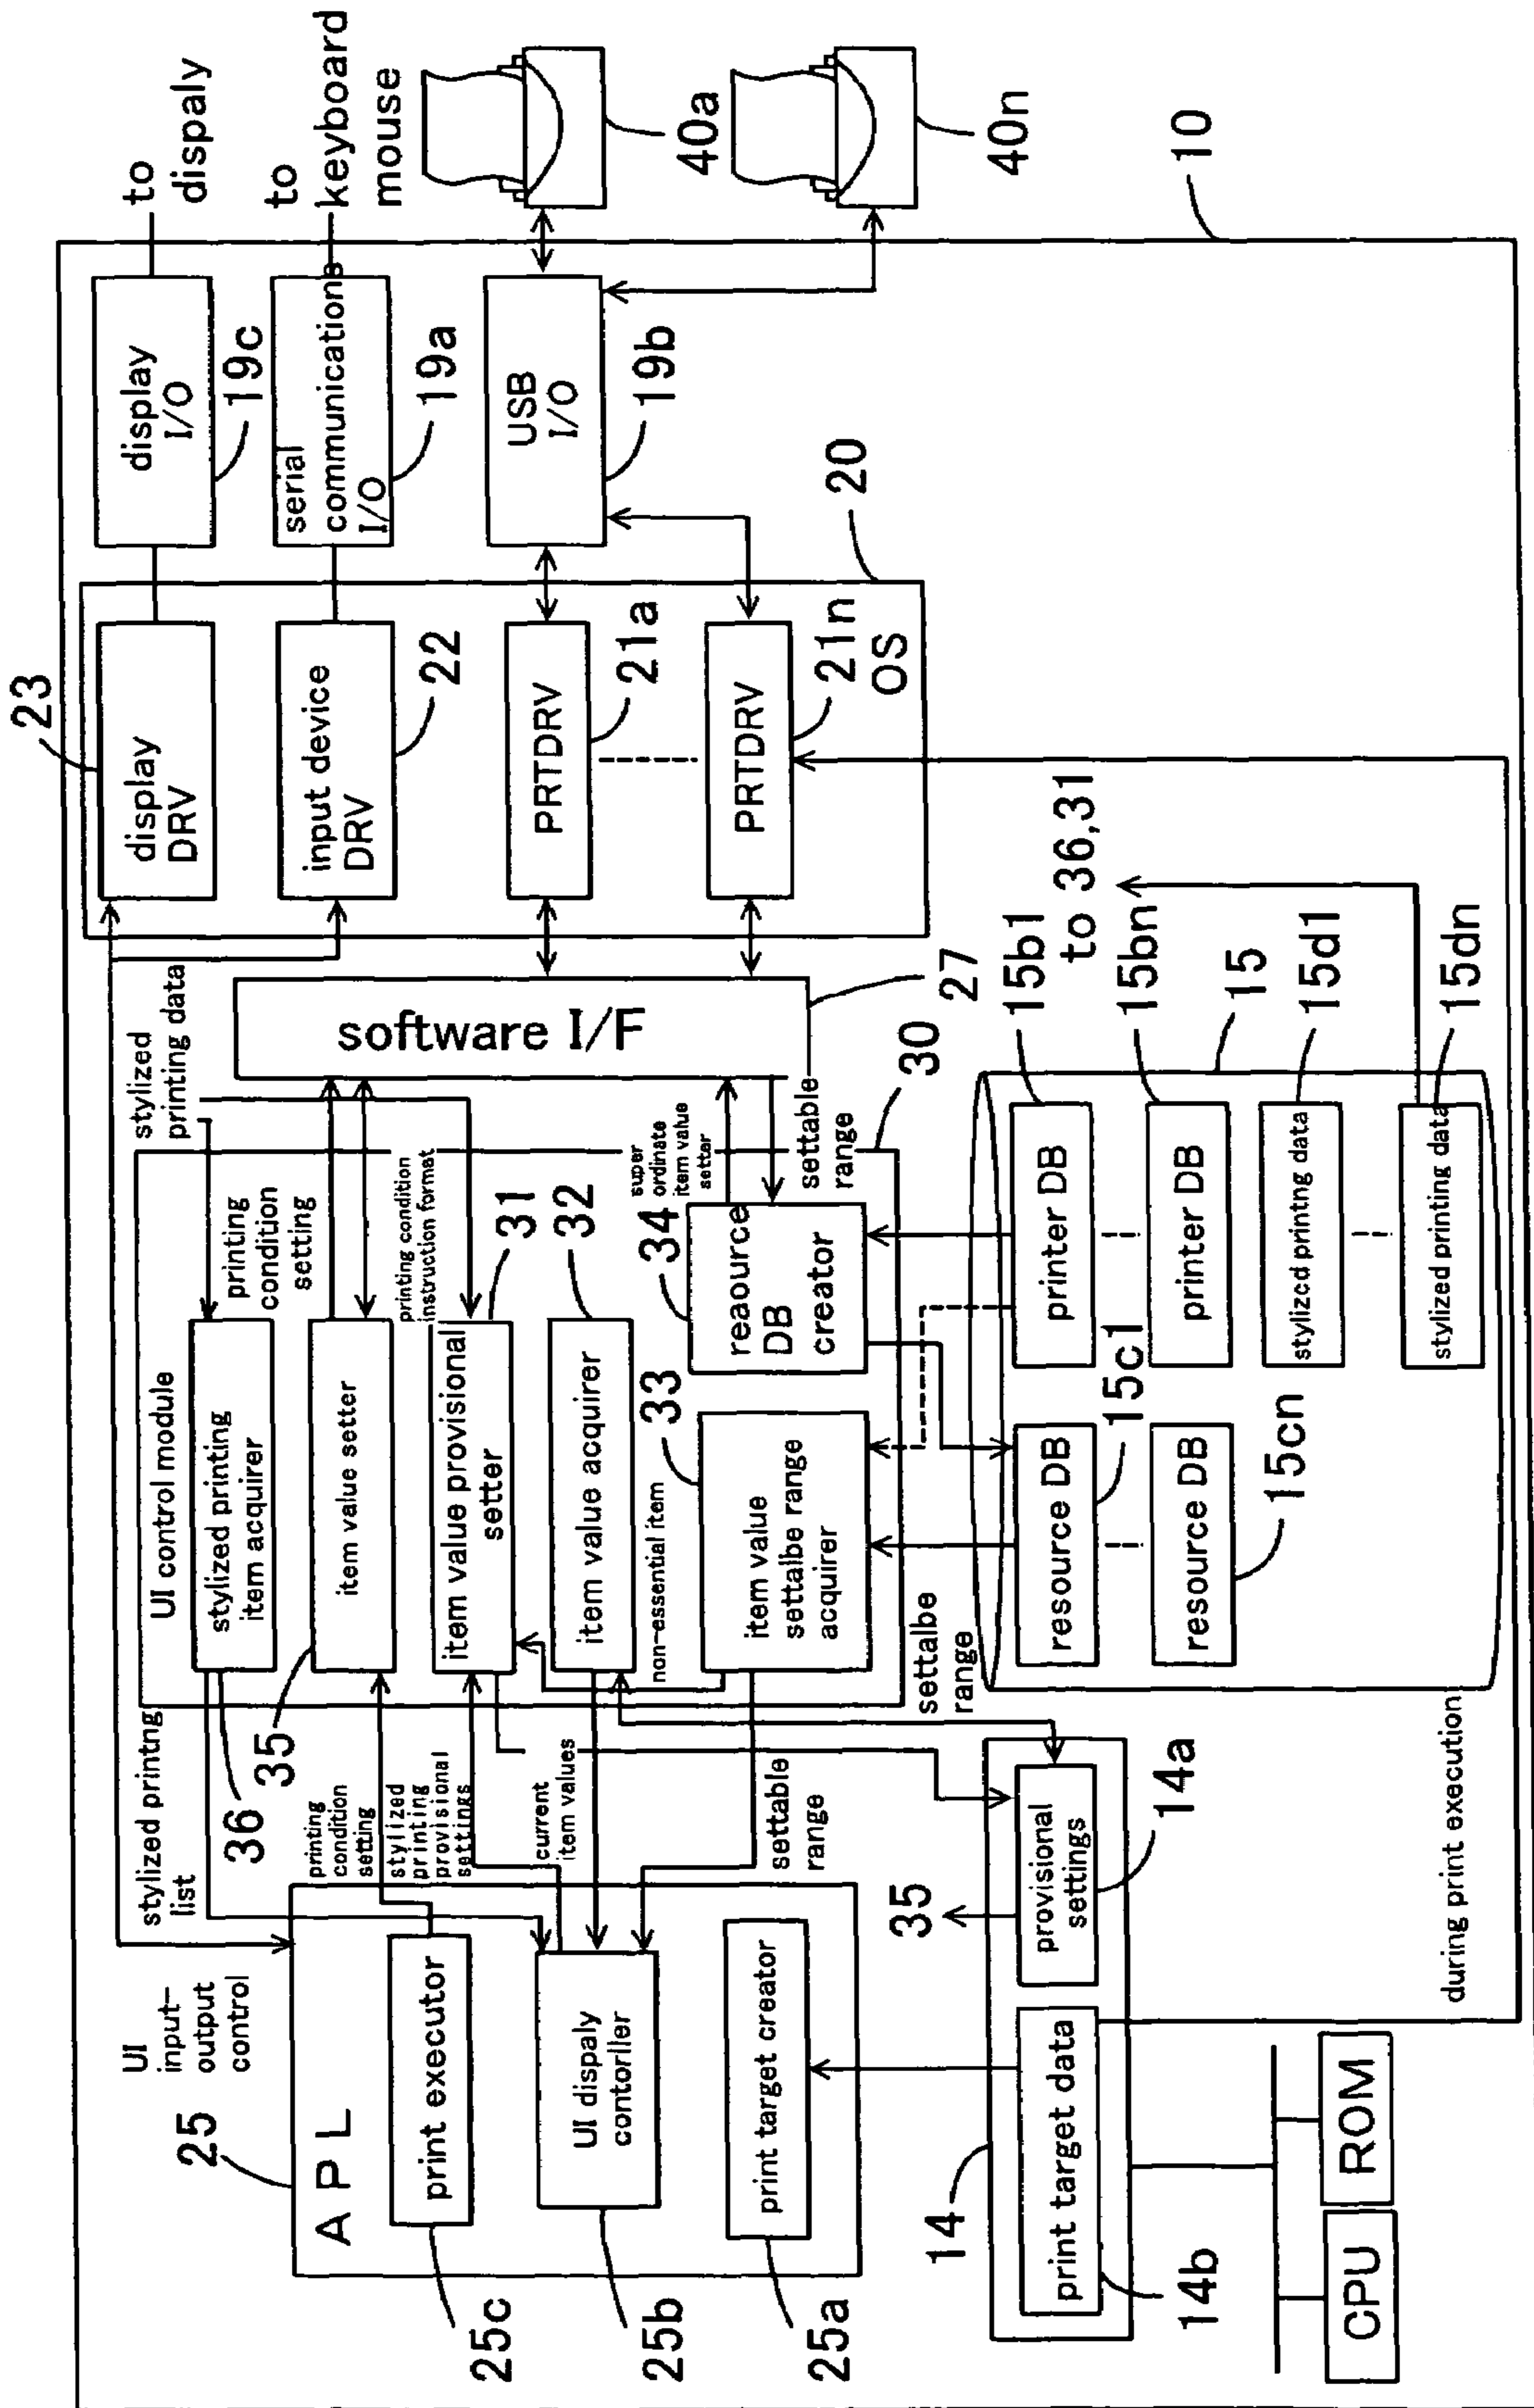 23
display
DRV
display
I/O
to
dispaly
19c
input device
DRV
22
serial
communications
I/O
19a
to
keyboard
mouse
PRTDRV
21a
USB
I/O
19b
40a
PRTDRV
21n
OS
20
40n
10
UI
input-
output
control
stylized printng
list
stylized
printing data
25
A P L
print executor
25c
UI dispaly
contorller
25b
print target creator
25a
36
35
printing
condition
setting
stylized
printing
provisional
settings
current
item values
settable
range
UI control module
stylized printing
item acquirer
printing
condition
setting
item value setter
printing condition
instruction format
item value provisional
setter
31
item value acquirer
32
non-essential item
33
item value
settalbe range
acquirer
34
super
ordinate
item value
setter
reaource
DB
creator
settable
range
30
software I/F
27
settalbe
range
resource DB
15c1
resource DB
15cn
printer DB
15b1
to 36,31
printer DB
15bn
15
stylized printng data
15d1
stylized printing data
15dn
14
35
provisional
settings
14a
print target data
14b
during print execution
CPU
ROM